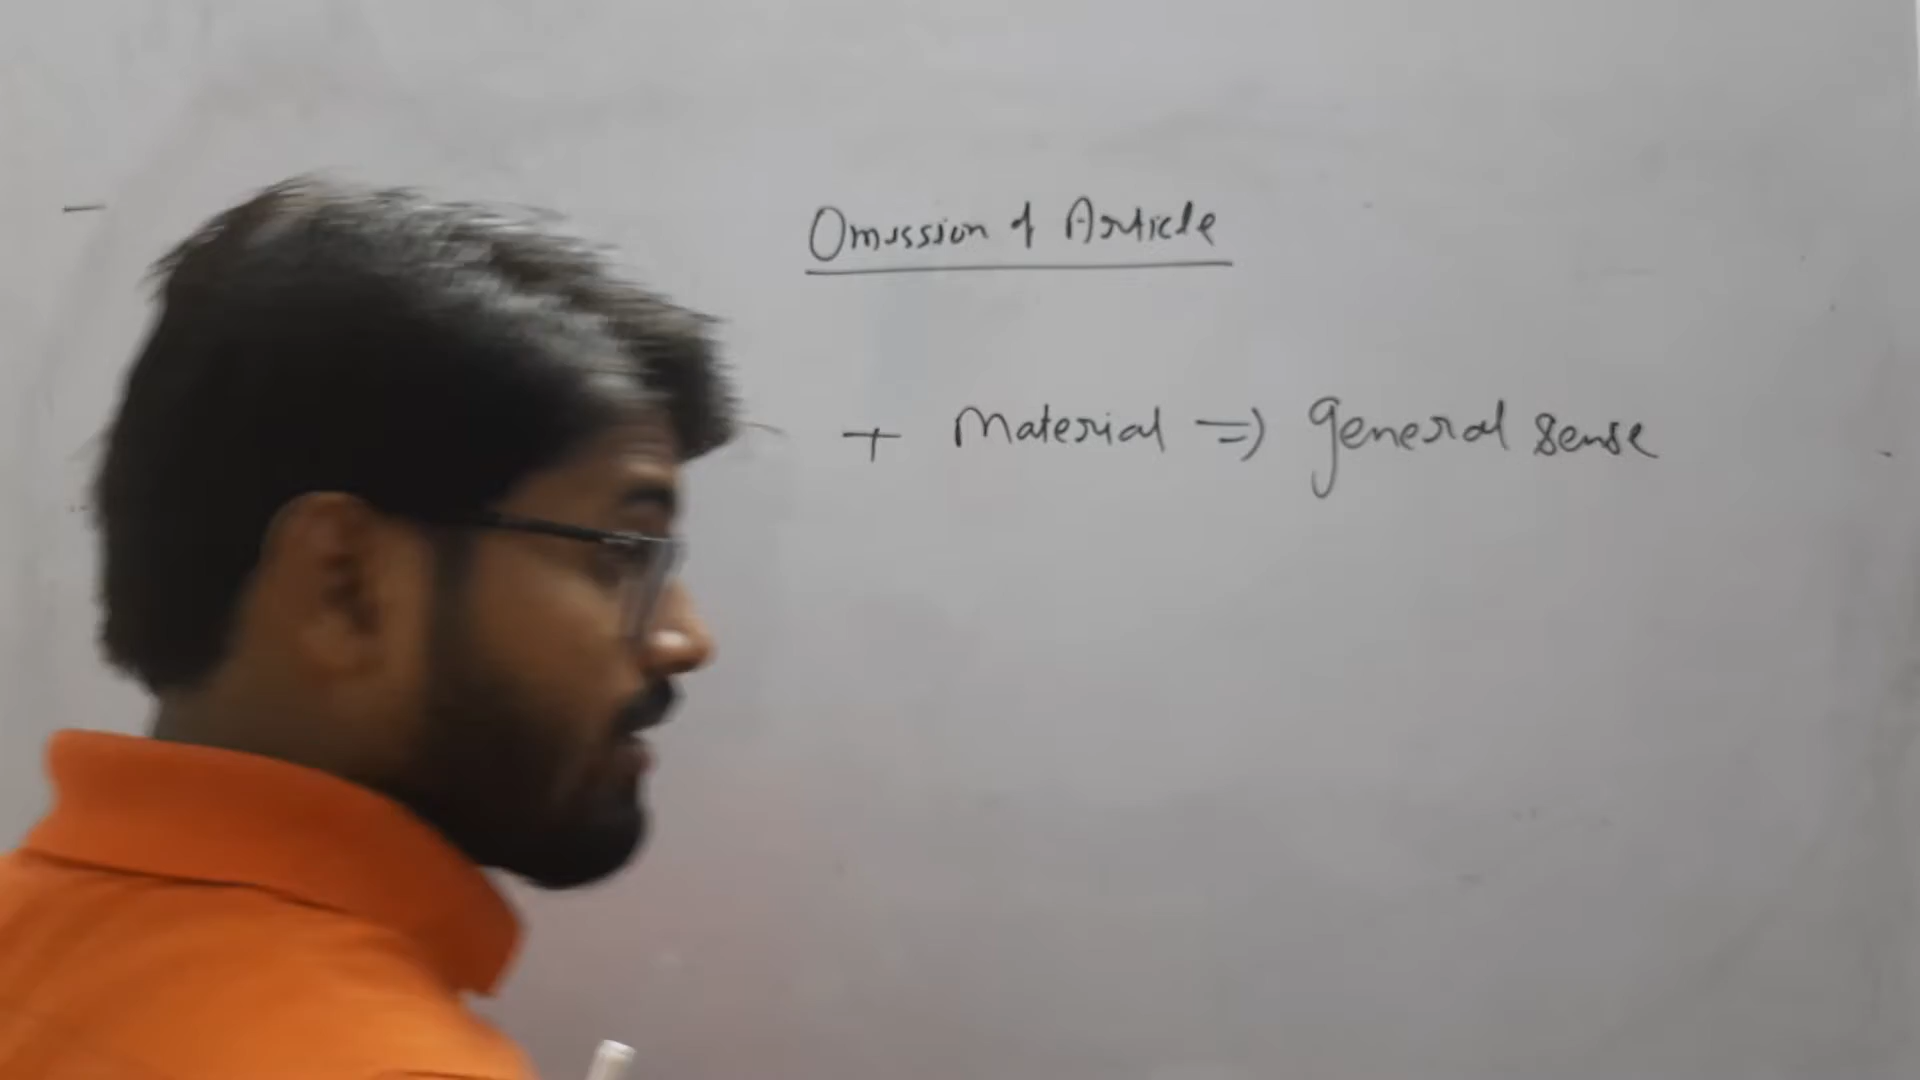 Omission of Article
+ Material => general sense